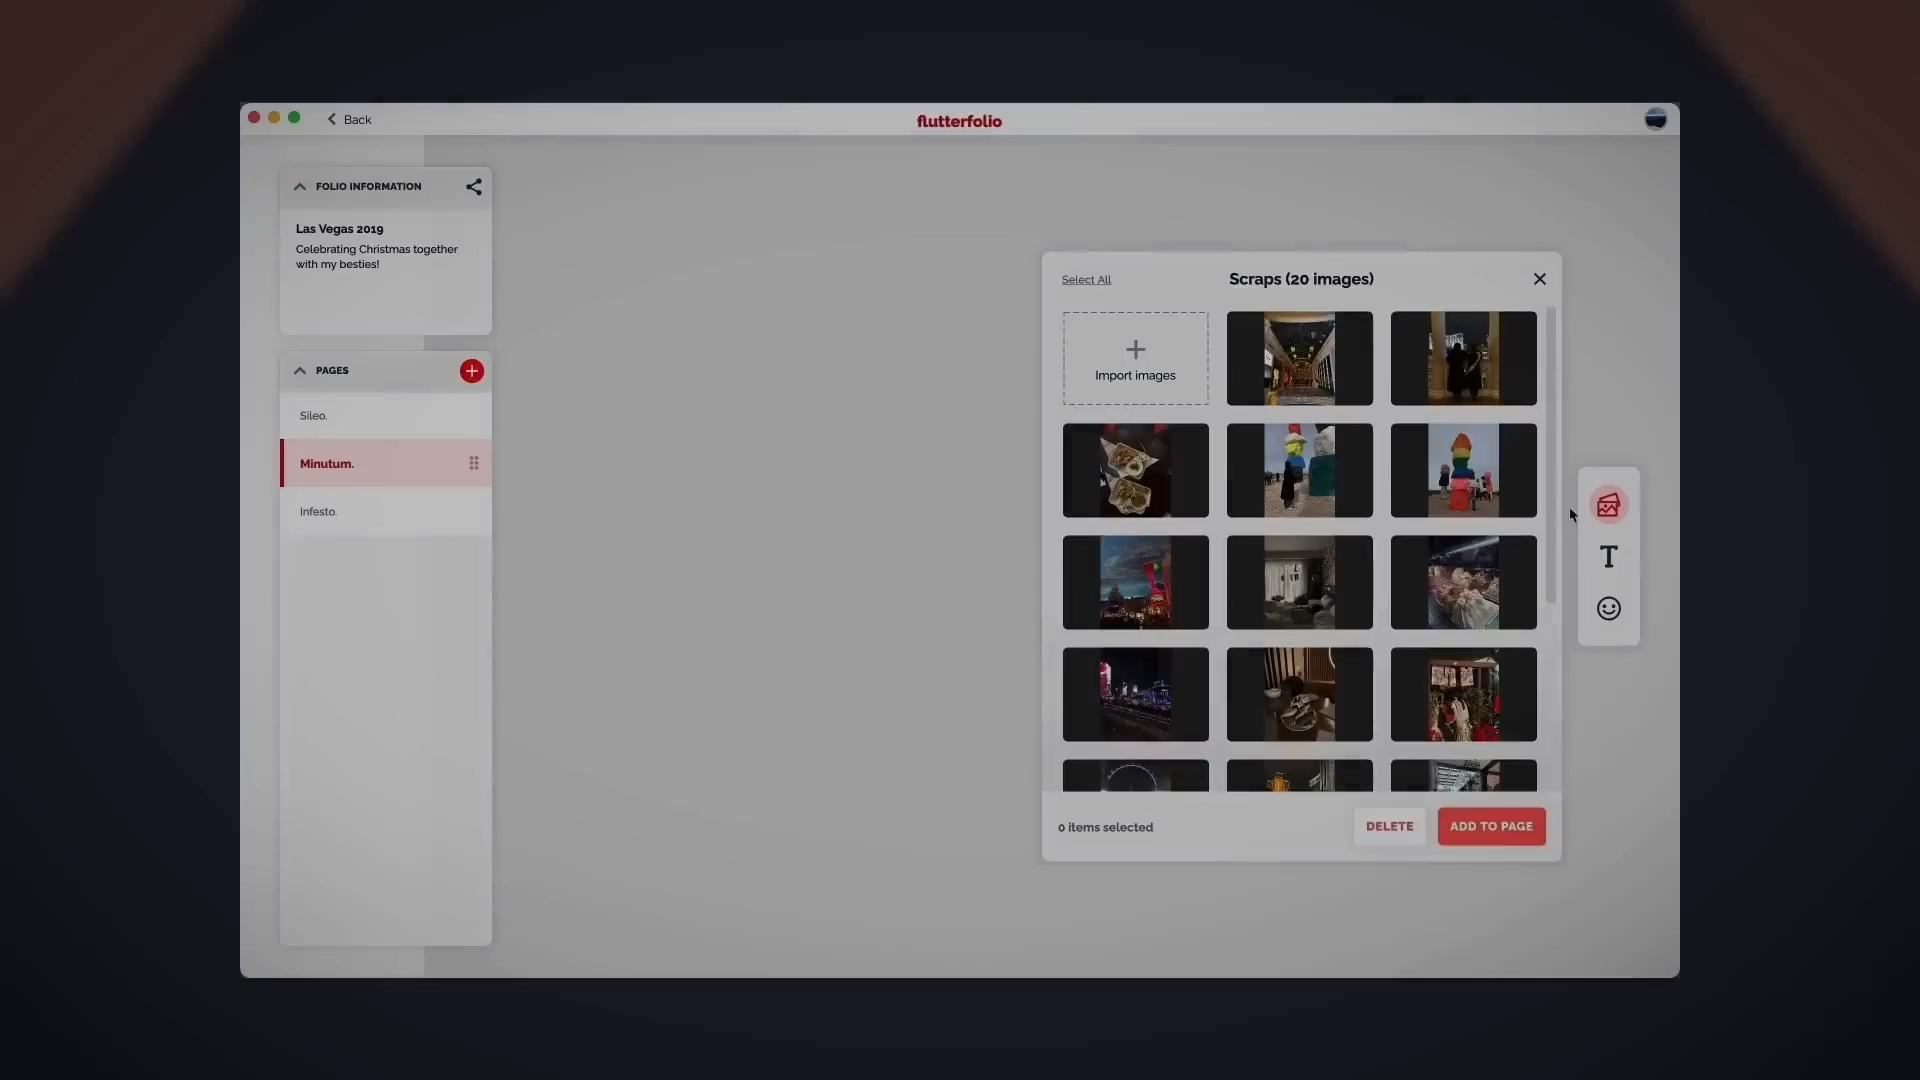 Back
flutterfolio
FOLIO INFORMATION
Las Vegas 2019
Celebrating Christmas together
with my besties!
PAGES
Sileo.
Minutum.
Infesto.
Select All
Scraps (20 images)
Import images
0 items selected
DELETE
ADD TO PAGE